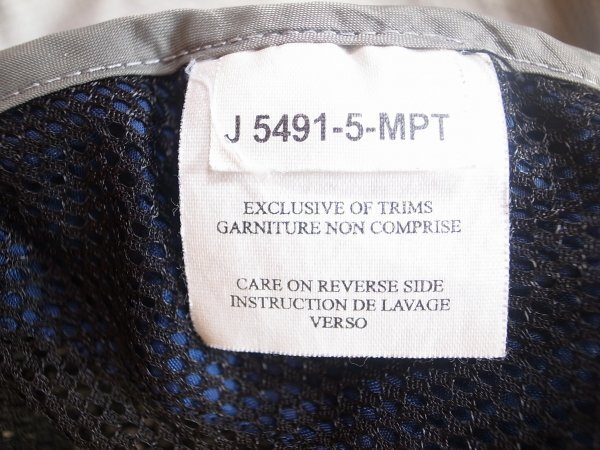 J 5491-5-MPT
EXCLUSIVE OF TRIMS
GARNITURE NON COMPRISE
CARE ON REVERSE SIDE
INSTRUCTION DE LAVAGE
VERSO